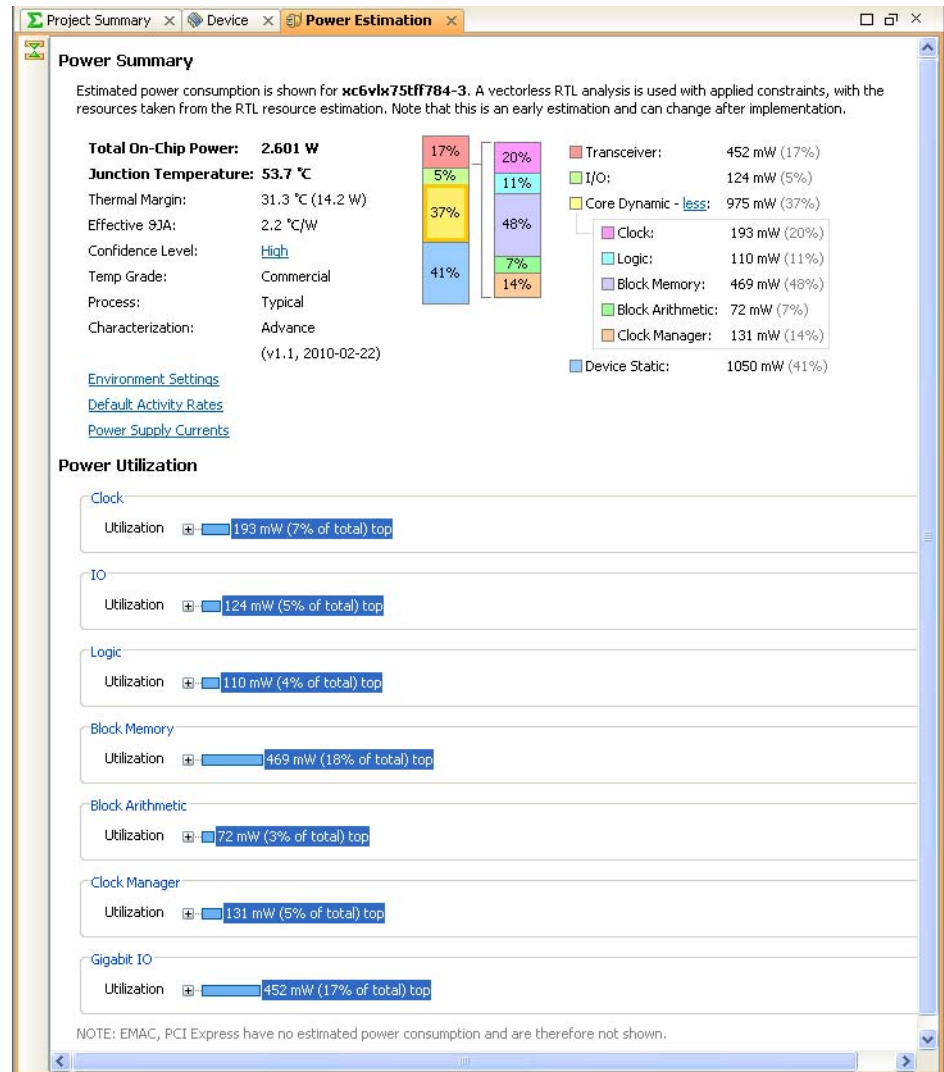 Project Summary
Device
Power Estimation
Power Summary
Estimated power consumption is shown for xc6vlx75tff784-3. A vectorless RTL analysis is used with applied constraints, with the
resources taken from the RTL resource estimation. Note that this is an early estimation and can change after implementation.
Total On-Chip Power: 2.601 W
Junction Temperature: 53.7 °C
Thermal Margin: 31.3 °C (14.2 W)
Effective ϑJA: 2.2 °C/W
Confidence Level: High
Temp Grade: Commercial
Process: Typical
Characterization: Advance
(v1.1, 2010-02-22)
Environment Settings
Default Activity Rates
Power Supply Currents
17%
5%
37%
41%
20%
11%
48%
7%
14%
Transceiver: 452 mW (17%)
I/O: 124 mW (5%)
Core Dynamic - less: 975 mW (37%)
Clock: 193 mW (20%)
Logic: 110 mW (11%)
Block Memory: 469 mW (48%)
Block Arithmetic: 72 mW (7%)
Clock Manager: 131 mW (14%)
Device Static: 1050 mW (41%)
Power Utilization
Clock
Utilization 193 mW (7% of total) top
IO
Utilization 124 mW (5% of total) top
Logic
Utilization 110 mW (4% of total) top
Block Memory
Utilization 469 mW (18% of total) top
Block Arithmetic
Utilization 72 mW (3% of total) top
Clock Manager
Utilization 131 mW (5% of total) top
Gigabit IO
Utilization 452 mW (17% of total) top
NOTE: EMAC, PCI Express have no estimated power consumption and are therefore not shown.